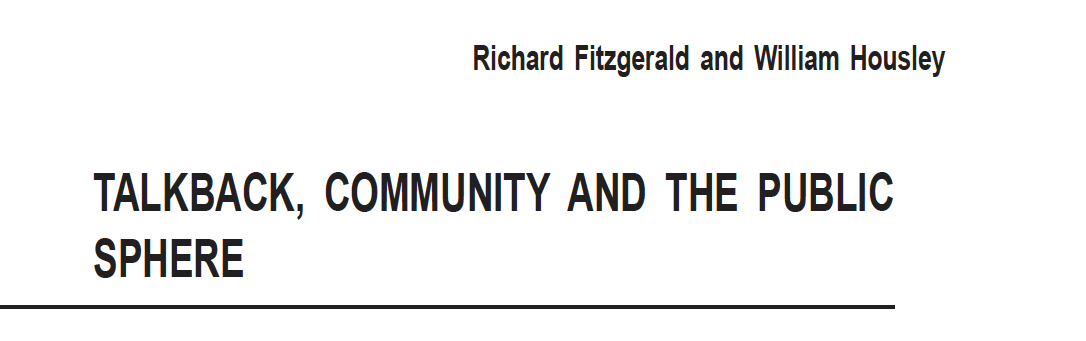 Richard Fitzgerald and William Housley
TALKBACK, COMMUNITY AND THE PUBLIC
SPHERE